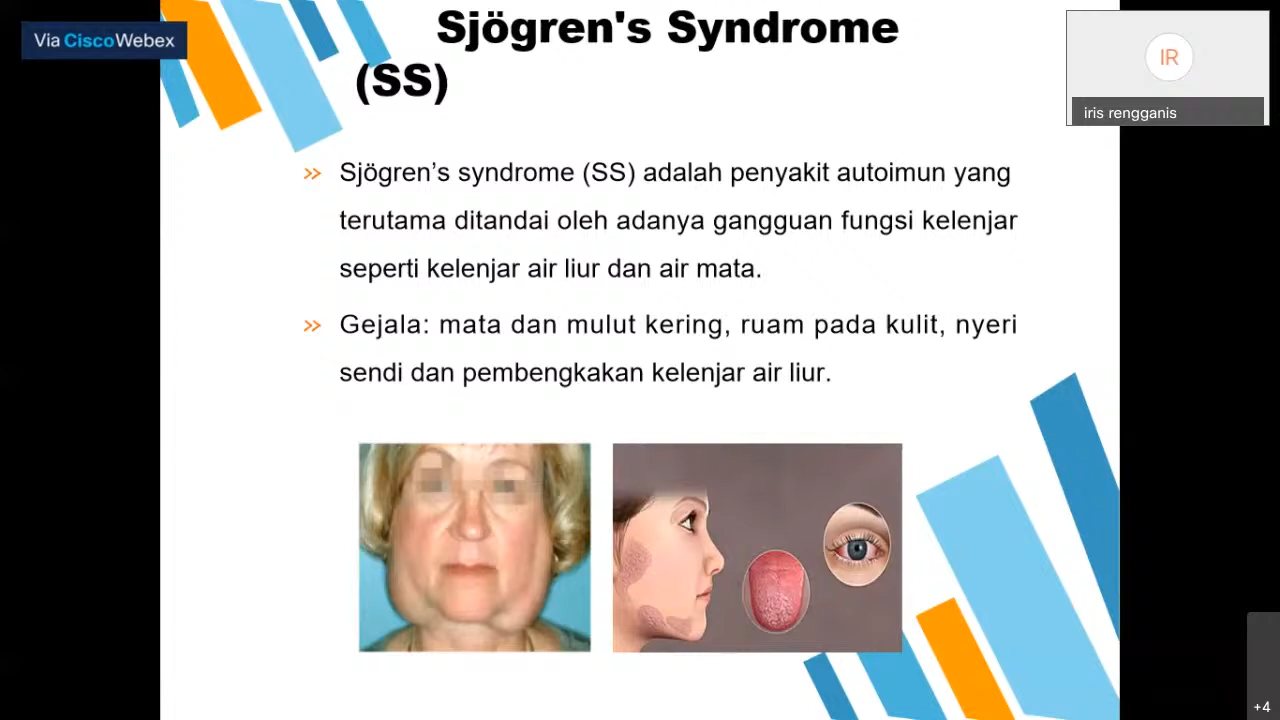 Via CiscoWebex
Sjögren's Syndrome
(SS)
IR
iris rengganis
» Sjögren’s syndrome (SS) adalah penyakit autoimun yang
terutama ditandai oleh adanya gangguan fungsi kelenjar
seperti kelenjar air liur dan air mata.
» Gejala: mata dan mulut kering, ruam pada kulit, nyeri
sendi dan pembengkakan kelenjar air liur.
+4